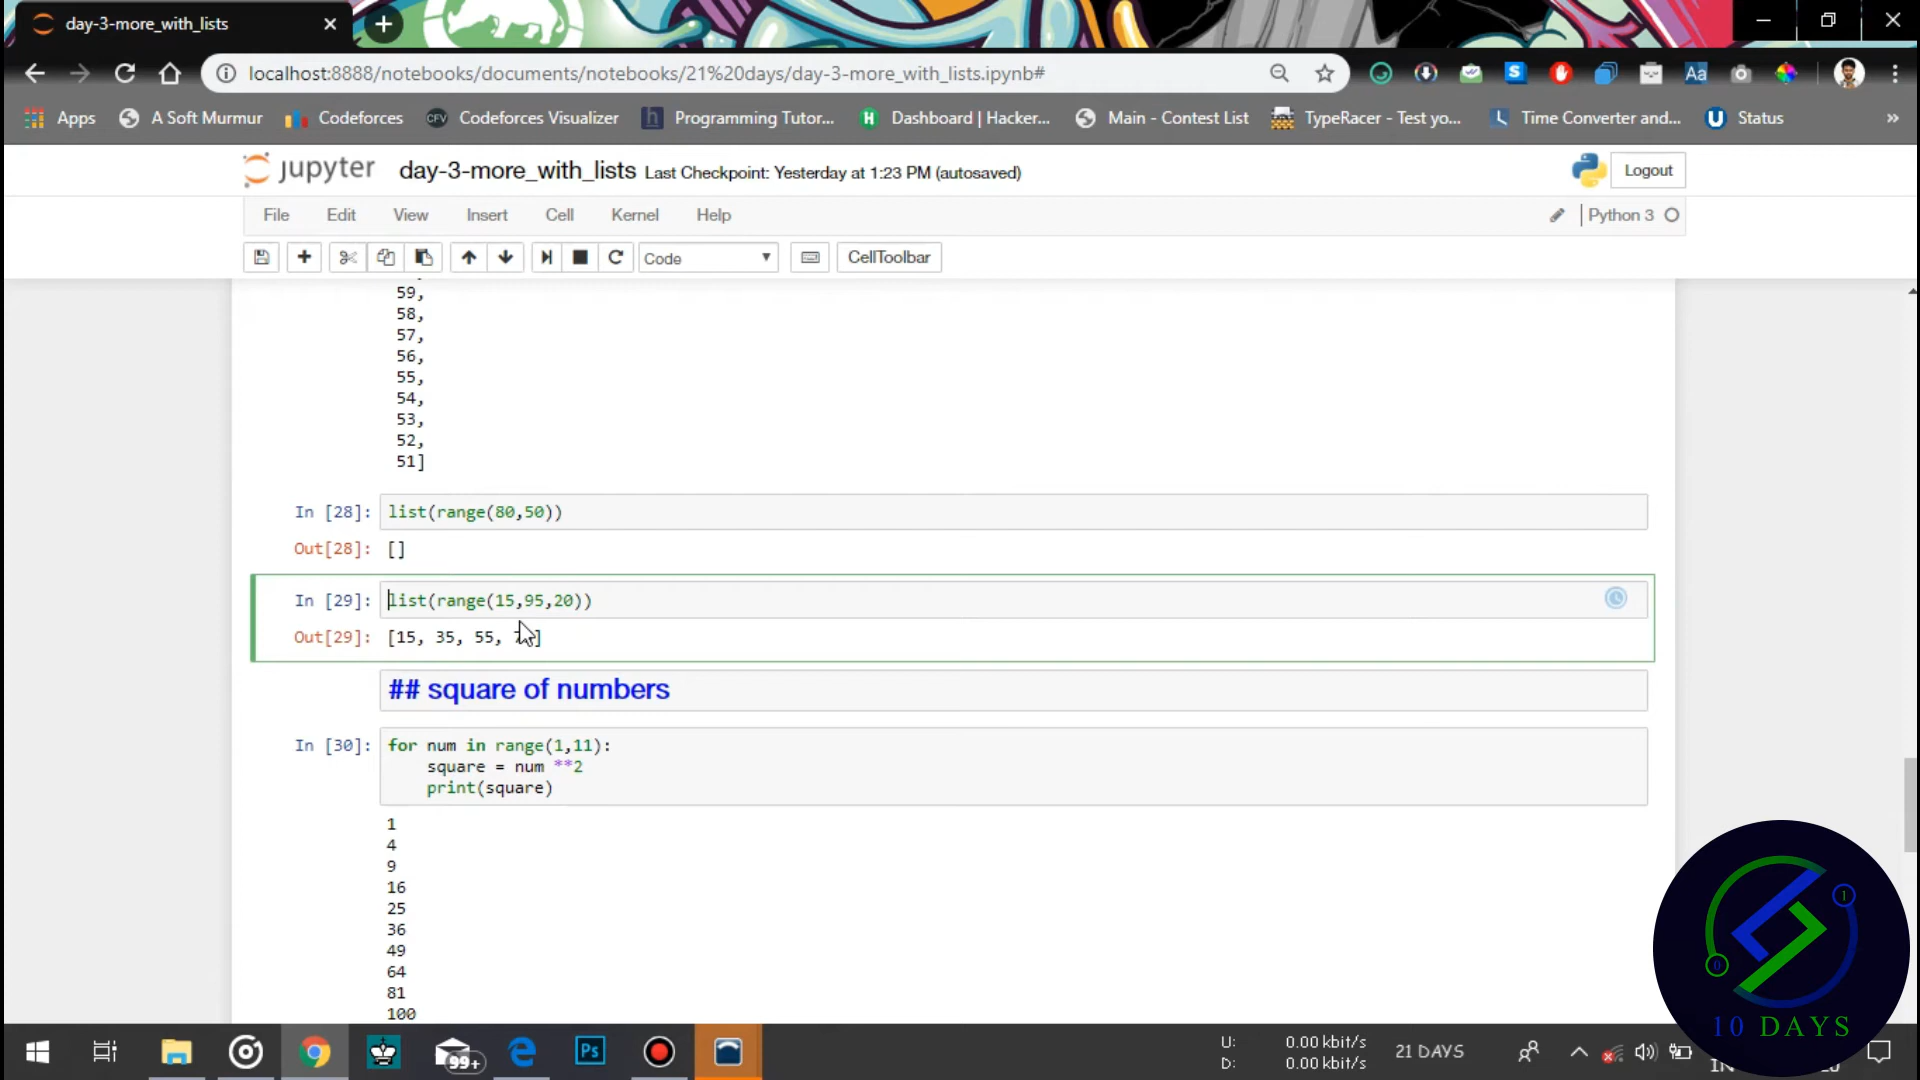 day-3-more_with_lists
localhost:8888/notebooks/documents/notebooks/21%20days/day-3-more_with_lists.ipynb#
Apps A Soft Murmur Codeforces CFV Codeforces Visualizer h Programming Tutor... H Dashboard | Hacker... Main - Contest List TypeRacer - Test yo... Time Converter and... U Status »
jupyter day-3-more_with_lists Last Checkpoint: Yesterday at 1:23 PM (autosaved) Logout
File Edit View Insert Cell Kernel Help Python 3
Code CellToolbar
59,
58,
57,
56,
55,
54,
53,
52,
51]
In [28]: list(range(80,50))
Out[28]: []
In [29]: list(range(15,95,20))
Out[29]: [15, 35, 55, ]
## square of numbers
In [30]: for num in range(1,11):
square = num **2
print(square)
1
4
9
16
25
36
49
64
81
100
10 DAYS
99+ Ps U: 0.00 kbit/s 21 DAYS
D: 0.00 kbit/s